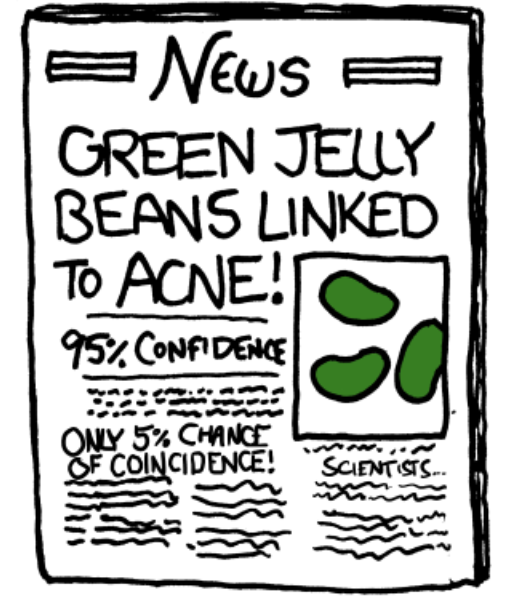 NEWS
GREEN JELLY
BEANS LINKED
TO ACNE!
95% CONFIDENCE
ONLY 5% CHANCE
OF COINCIDENCE!
SCIENTISTS...